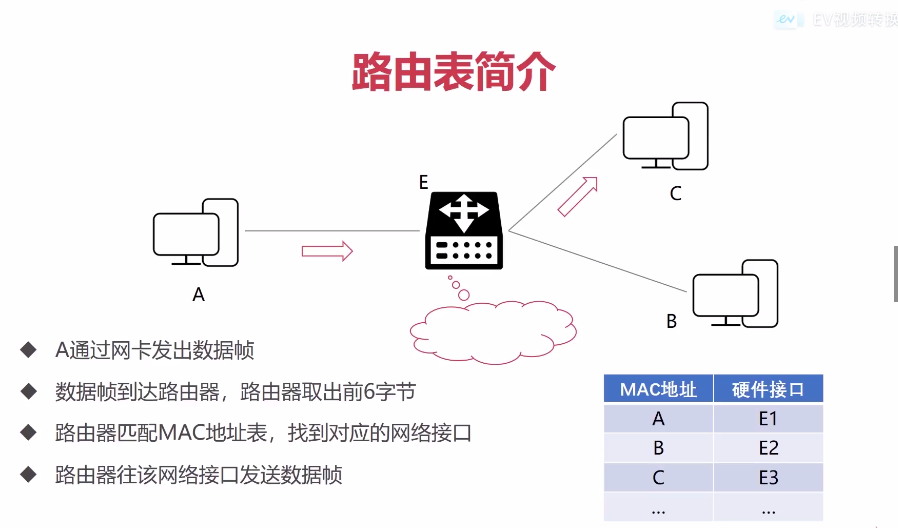 EV视频转换
路由表简介
E
C
A
B
◆ A通过网卡发出数据帧
◆ 数据帧到达路由器，路由器取出前6字节
◆ 路由器匹配MAC地址表，找到对应的网络接口
◆ 路由器往该网络接口发送数据帧
MAC地址 硬件接口
A E1
B E2
C E3
... ...